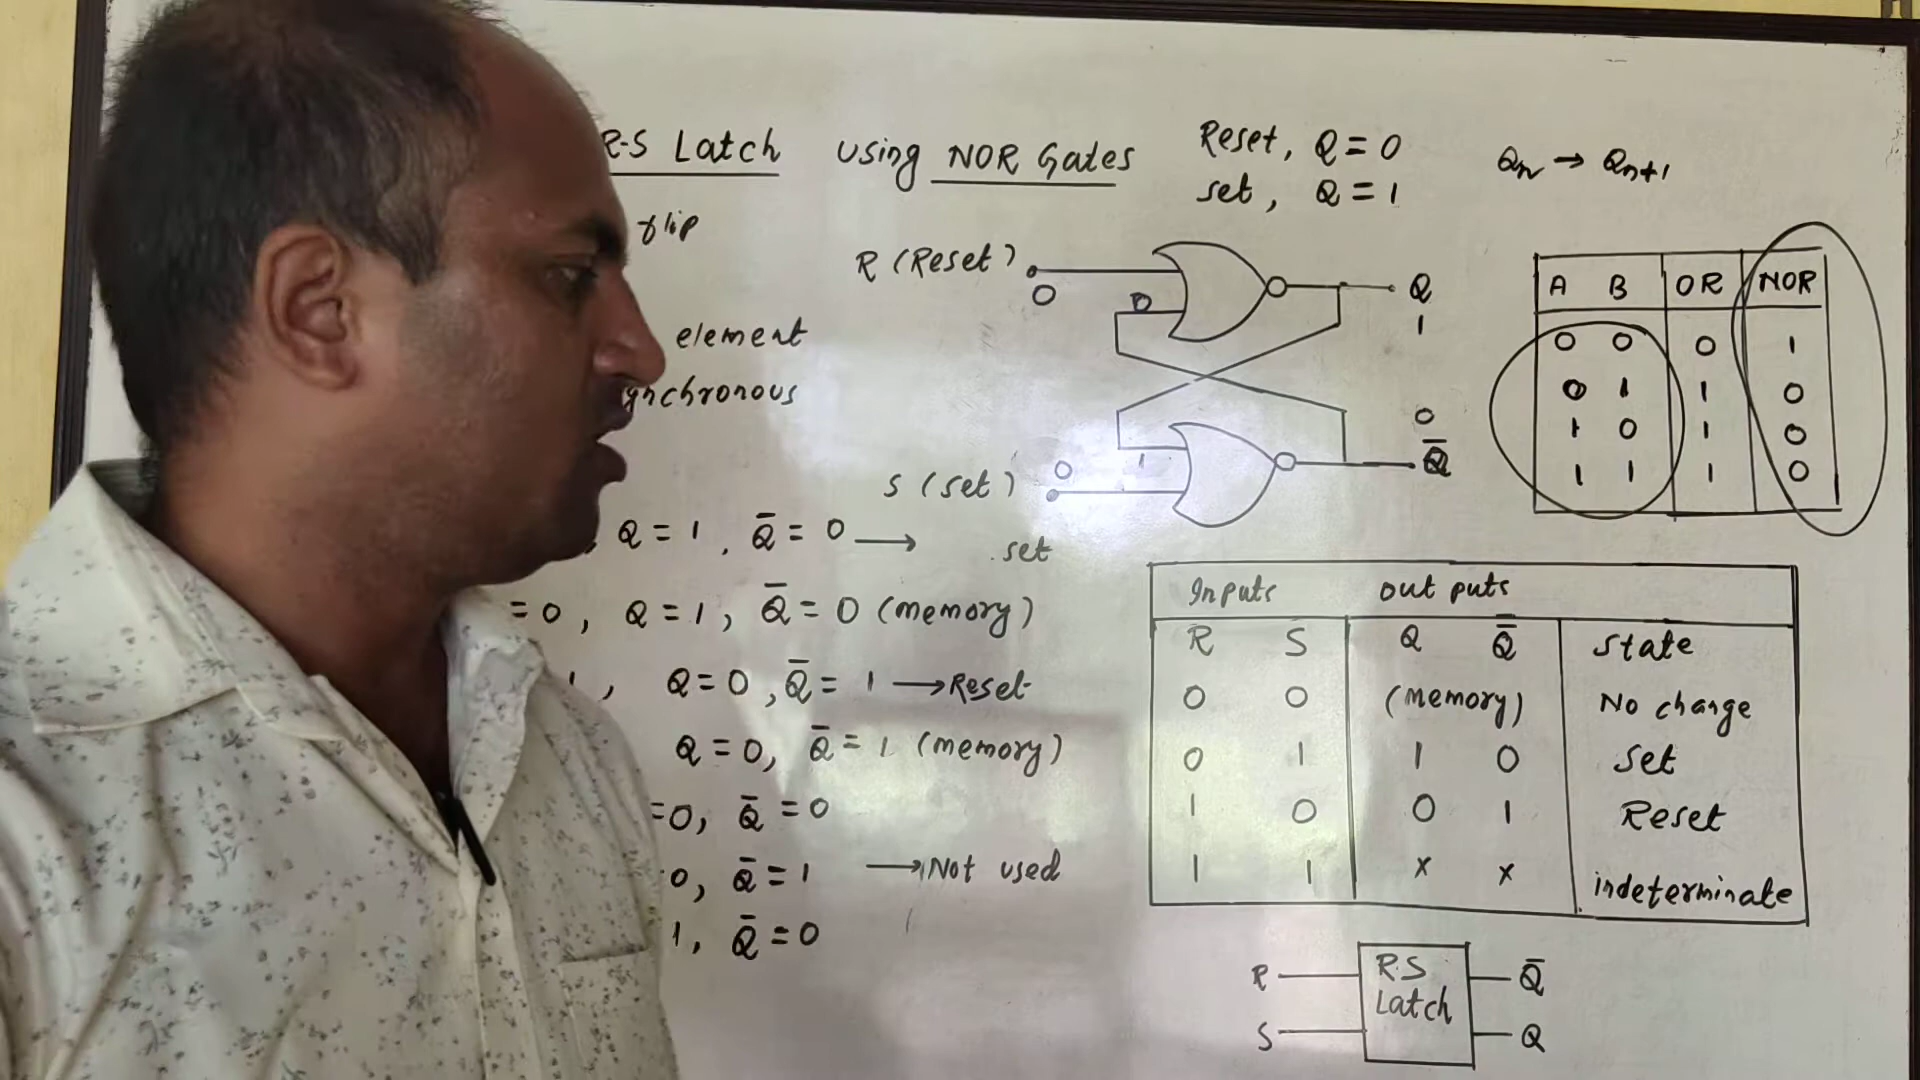 R-S Latch using NOR Gates
Reset, Q = 0
set, Q = 1
Qn → Qn+1
flip
element
ynchronous
R (Reset)
0
0
Q
1
0
Q̅
S (set)
0
1
A B OR NOR
0 0 0 1
0 1 1 0
1 0 1 0
1 1 1 0
, Q = 1, Q̅ = 0 → set
= 0, Q = 1, Q̅ = 0 (memory)
1, Q = 0, Q̅ = 1 → Reset
Q = 0, Q̅ = 1 (memory)
=0, Q̅ = 0
0, Q̅ = 1 → Not used
1, Q̅ = 0
Inputs out puts
R S Q Q̅ State
0 0 (memory) No change
0 1 1 0 Set
1 0 0 1 Reset
1 1 x x indeterminate
R S R.S Latch Q̅ Q